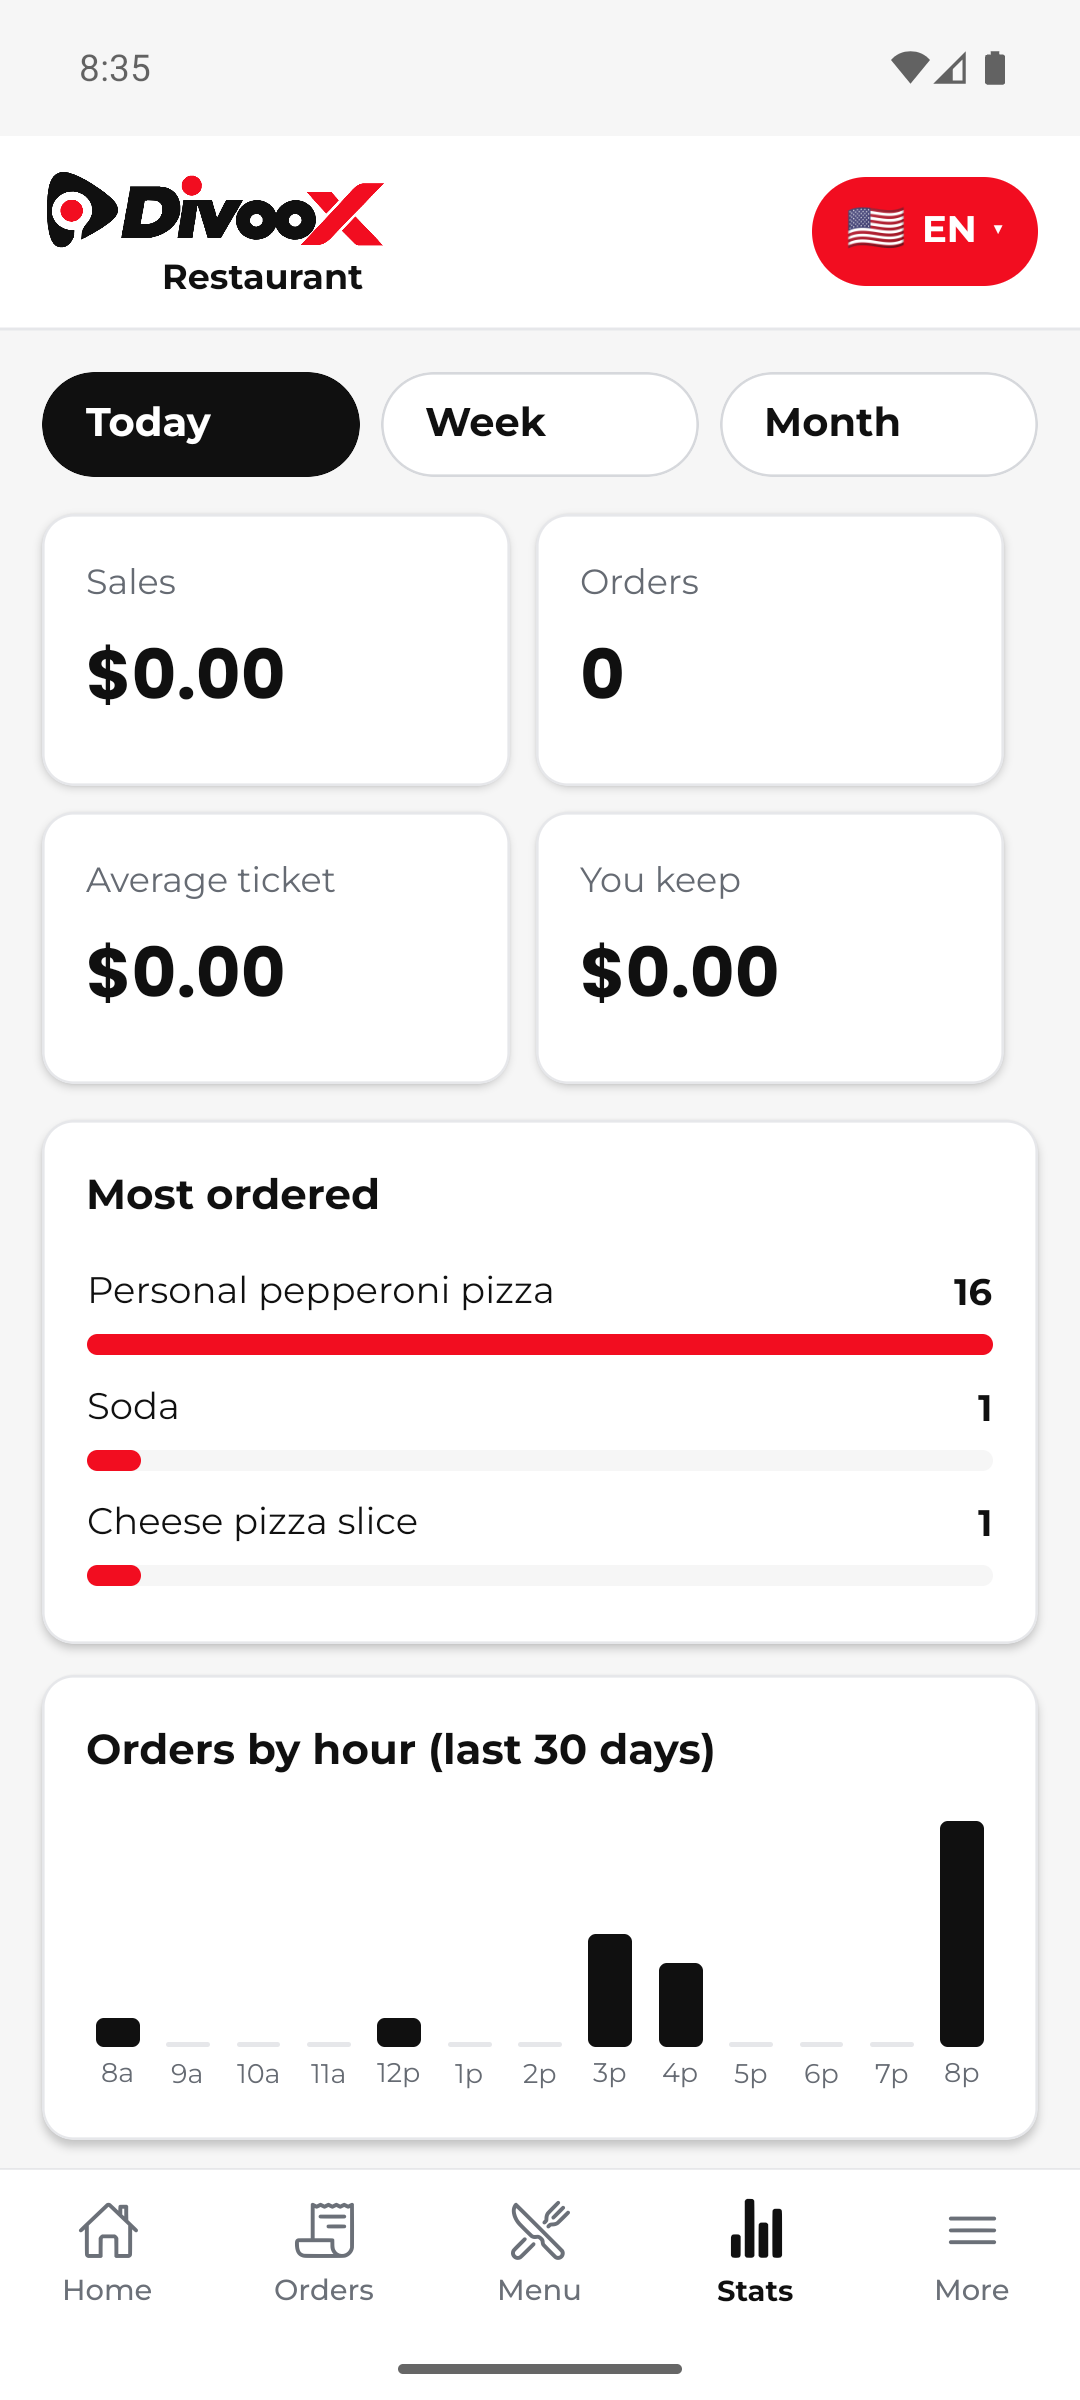 8:35
DivooX
Restaurant
🇺🇸 EN ▾
Today
Week
Month
Sales
$0.00
Orders
0
Average ticket
$0.00
You keep
$0.00
Most ordered
Personal pepperoni pizza 16
Soda 1
Cheese pizza slice 1
Orders by hour (last 30 days)
8a 9a 10a 11a 12p 1p 2p 3p 4p 5p 6p 7p 8p
Home Orders Menu Stats More